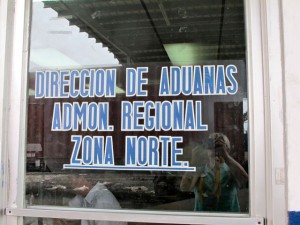 DIRECCION DE ADUANAS
ADMON. REGIONAL
ZONA NORTE.